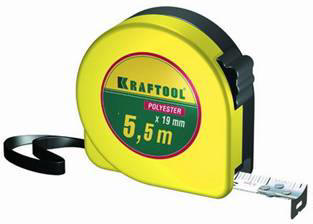 KRAFTOOL
POLYESTER
x 19 mm
5,5 m